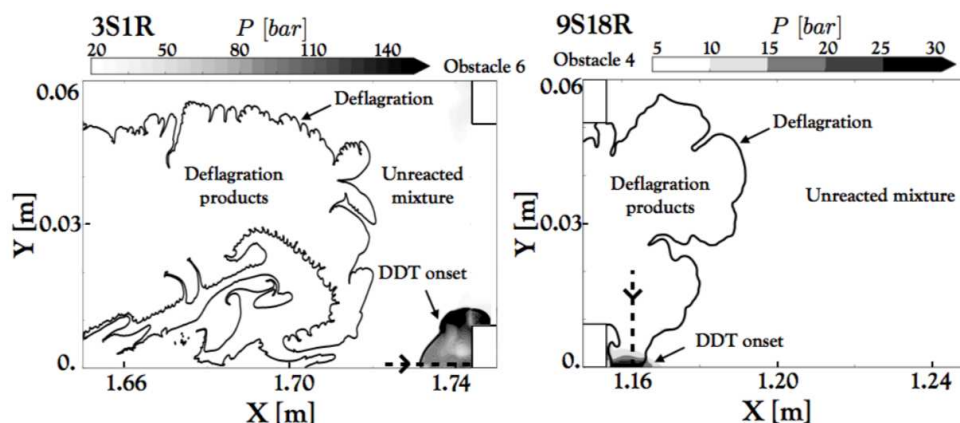 3S1R
P [bar]
20 50 80 110 140
Obstacle 6
0.06
Deflagration
Deflagration
products
Unreacted
mixture
Y [m]
0.03
DDT onset
0.
1.66 1.70 1.74
X [m]
9S18R
P [bar]
Obstacle 4
5 10 15 20 25 30
0.06
Deflagration
Deflagration
products
Unreacted mixture
Y [m]
0.03
DDT onset
0.
1.16 1.20 1.24
X [m]